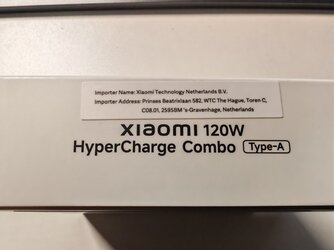 Importer Name: Xiaomi Technology Netherlands B.V.
Importer Address: Prinses Beatrixlaan 582, WTC The Hague, Toren C,
C08.01, 2595BM 's-Gravenhage, Netherlands
xiaomi 120W
HyperCharge Combo Type-A